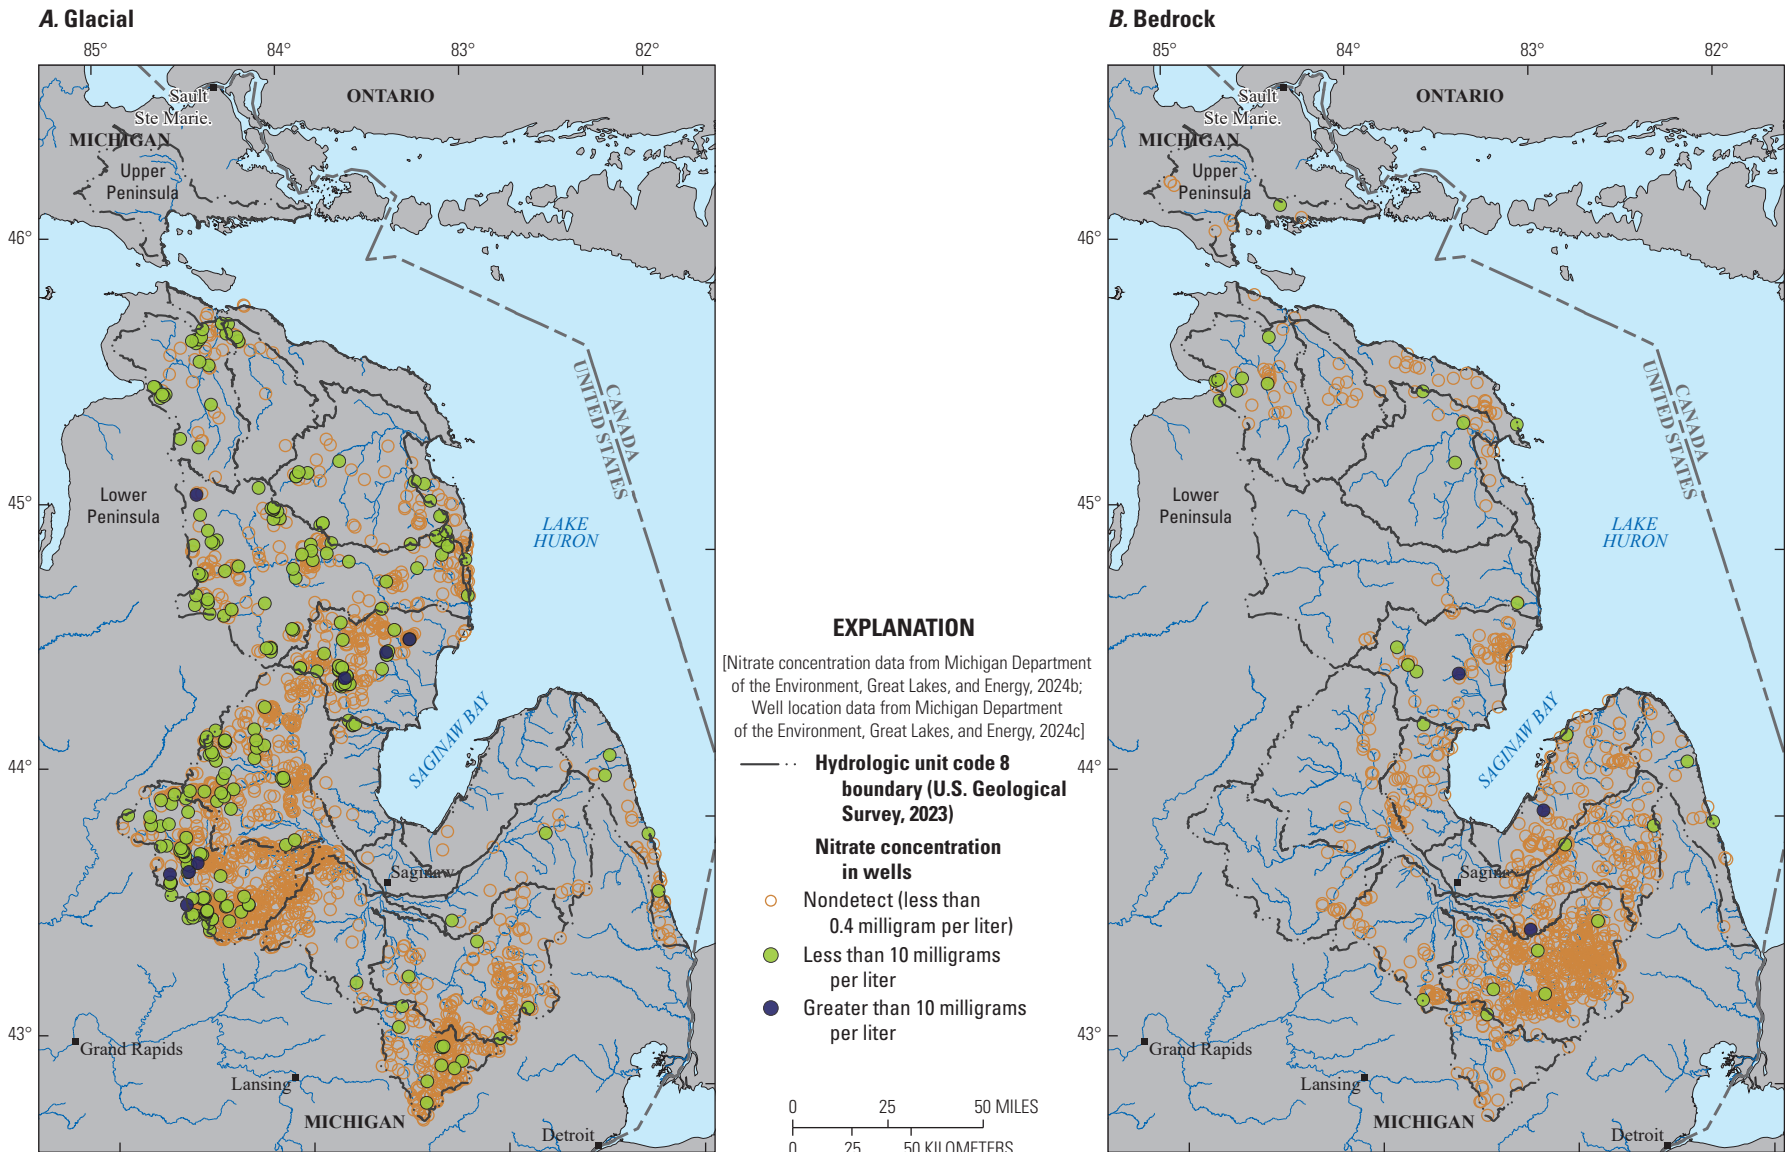 A. Glacial
85°
84°
83°
82°
Sault
Ste Marie.
ONTARIO
MICHIGAN
Upper
Peninsula
46°
CANADA
UNITED STATES
Lower
Peninsula
45°
LAKE
HURON
SAGINAW BAY
44°
Saginaw
43°
Grand Rapids
Lansing
MICHIGAN
Detroit
EXPLANATION
[Nitrate concentration data from Michigan Department
of the Environment, Great Lakes, and Energy, 2024b;
Well location data from Michigan Department
of the Environment, Great Lakes, and Energy, 2024c]
Hydrologic unit code 8
boundary (U.S. Geological
Survey, 2023)
Nitrate concentration
in wells
Nondetect (less than
0.4 milligram per liter)
Less than 10 milligrams
per liter
Greater than 10 milligrams
per liter
0 25 50 MILES
0 25 50 KILOMETERS
B. Bedrock
85°
84°
83°
82°
Sault
Ste Marie.
ONTARIO
MICHIGAN
Upper
Peninsula
46°
CANADA
UNITED STATES
Lower
Peninsula
45°
LAKE
HURON
SAGINAW BAY
44°
Saginaw
43°
Grand Rapids
Lansing
MICHIGAN
Detroit